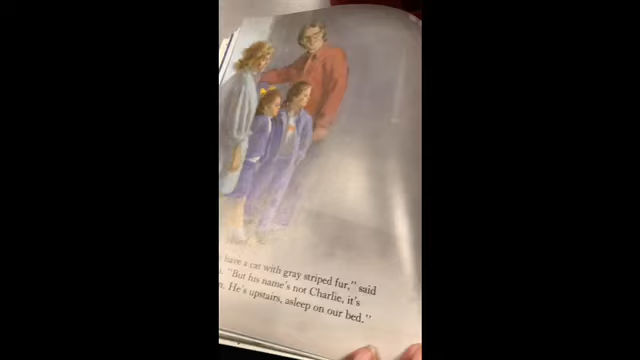 have a cat with gray striped fur," said
"But his name's not Charlie, it's
He's upstairs, asleep on our bed."